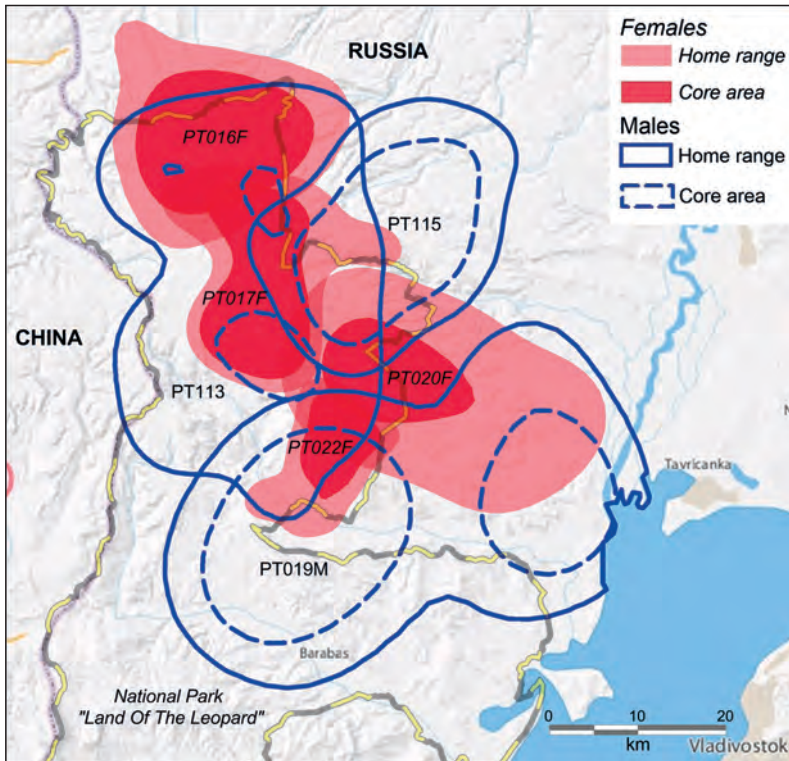 RUSSIA
Females
Home range
Core area
Males
Home range
Core area
PT016F
PT115
PT017F
CHINA
PT113
PT020F
PT022F
Tavricanka
PT019M
Barabas
National Park
"Land Of The Leopard"
0 10 20
km
Vladivostok